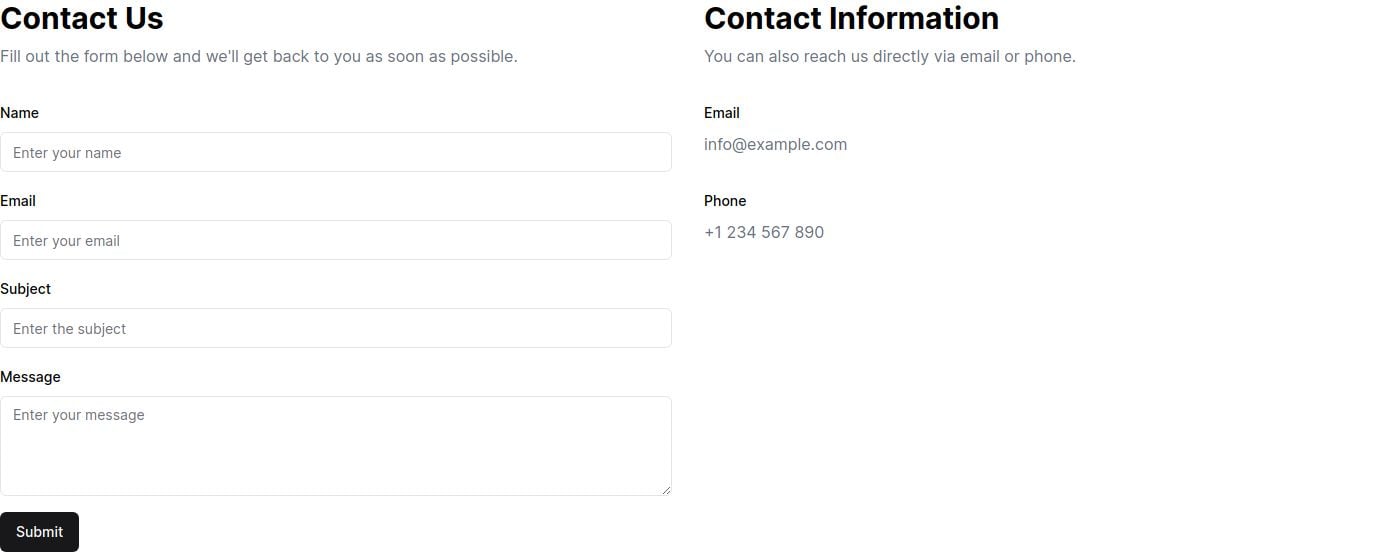 Contact Us
Fill out the form below and we'll get back to you as soon as possible.
Name
Enter your name
Email
Enter your email
Subject
Enter the subject
Message
Enter your message
Submit
Contact Information
You can also reach us directly via email or phone.
Email
info@example.com
Phone
+1 234 567 890